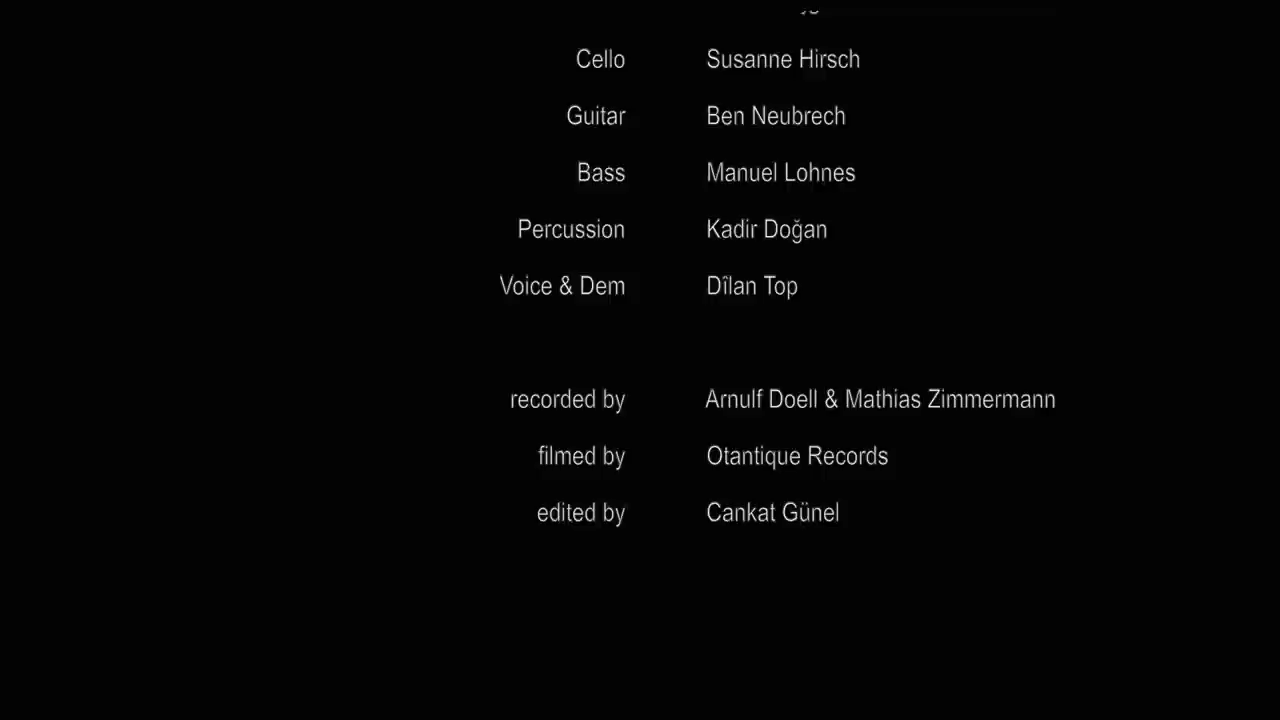 Cello Susanne Hirsch
Guitar Ben Neubrech
Bass Manuel Lohnes
Percussion Kadir Doğan
Voice & Dem Dîlan Top
recorded by Arnulf Doell & Mathias Zimmermann
filmed by Otantique Records
edited by Cankat Günel